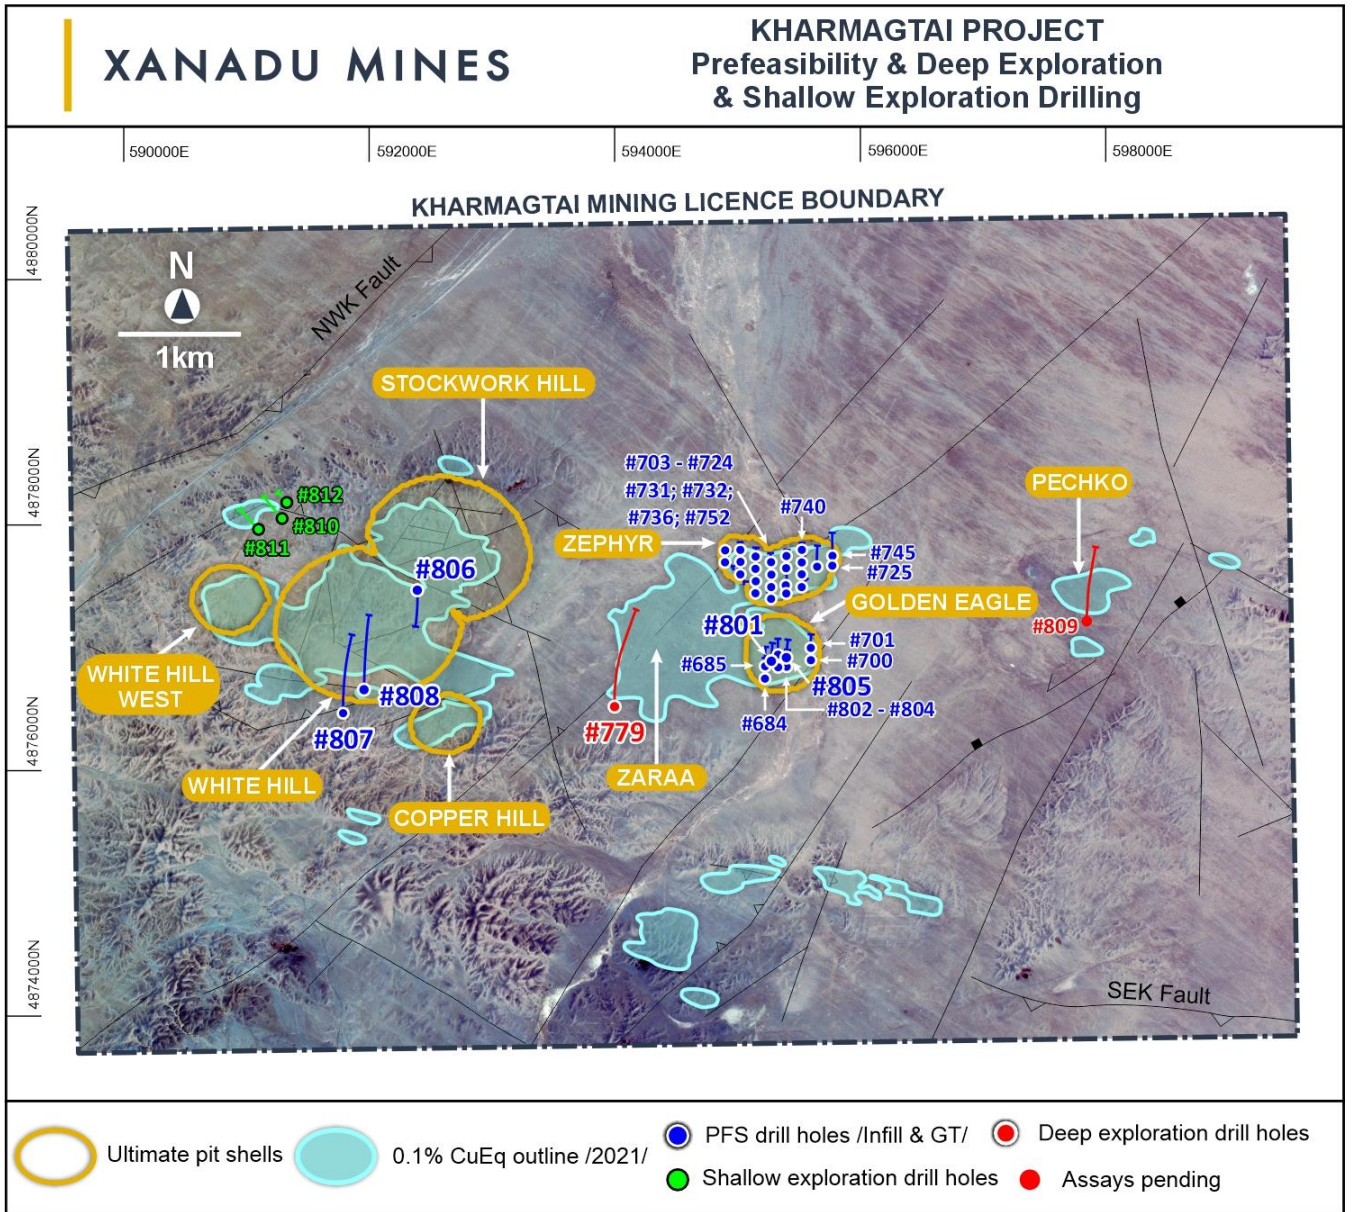 XANADU MINES
KHARMAGTAI PROJECT
Prefeasibility & Deep Exploration
& Shallow Exploration Drilling
590000E
592000E
594000E
596000E
598000E
KHARMAGTAI MINING LICENCE BOUNDARY
4880000N
4878000N
4876000N
4874000N
N
1km
NWK Fault
STOCKWORK HILL
#812
#810
#811
#703 - #724
#731; #732;
#736; #752
#740
PECHKO
ZEPHYR
#745
#725
#806
GOLDEN EAGLE
#801
#809
#701
#700
#685
WHITE HILL
WEST
#805
#808
#802 - #804
#684
#807
#779
ZARAA
WHITE HILL
COPPER HILL
SEK Fault
Ultimate pit shells
0.1% CuEq outline /2021/
PFS drill holes /Infill & GT/
Deep exploration drill holes
Shallow exploration drill holes
Assays pending